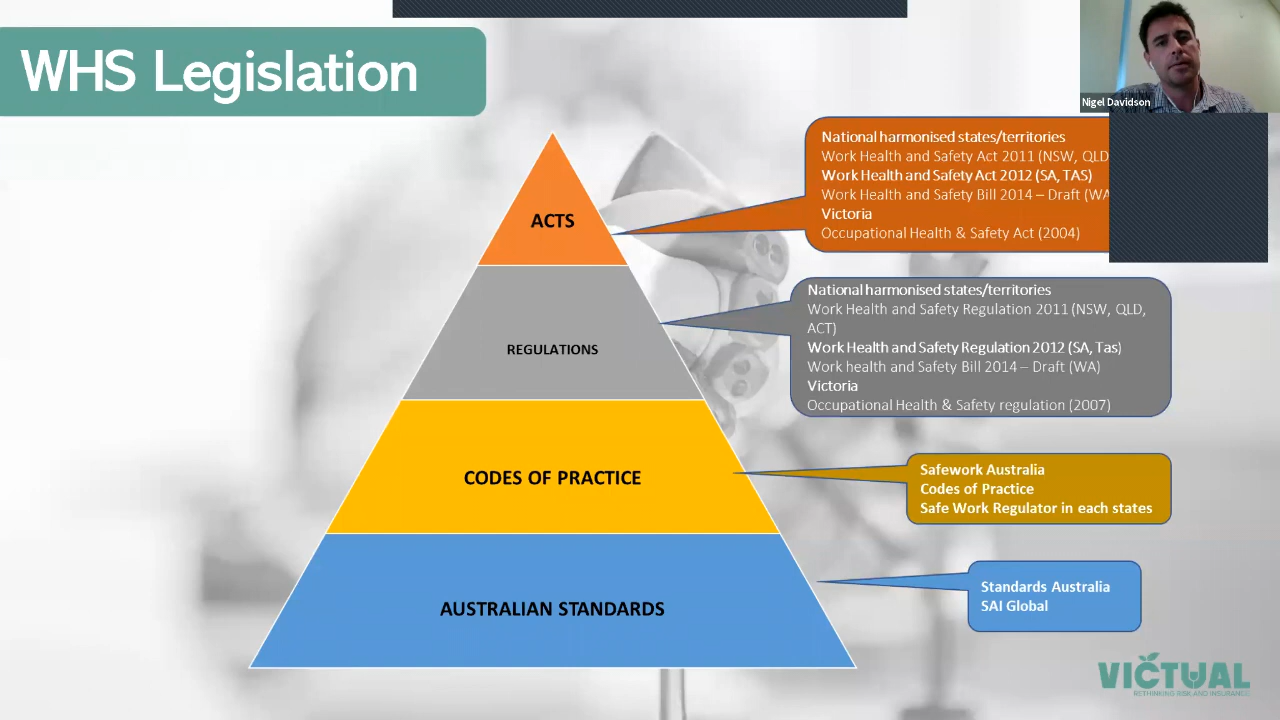 WHS Legislation
Nigel Davidson
ACTS
National harmonised states/territories
Work Health and Safety Act 2011 (NSW, QLD
Work Health and Safety Act 2012 (SA, TAS)
Work Health and Safety Bill 2014 – Draft (WA
Victoria
Occupational Health & Safety Act (2004)
REGULATIONS
National harmonised states/territories
Work Health and Safety Regulation 2011 (NSW, QLD,
ACT)
Work Health and Safety Regulation 2012 (SA, Tas)
Work health and Safety Bill 2014 – Draft (WA)
Victoria
Occupational Health & Safety regulation (2007)
CODES OF PRACTICE
Safework Australia
Codes of Practice
Safe Work Regulator in each states
AUSTRALIAN STANDARDS
Standards Australia
SAI Global
VICTUAL
RETHINKING RISK AND INSURANCE